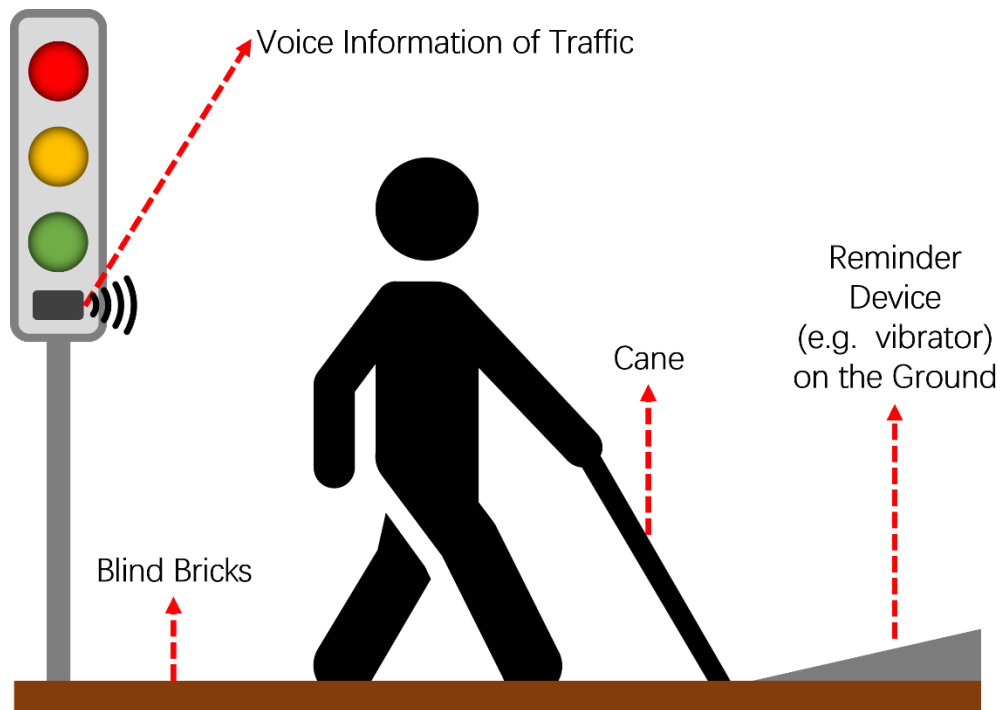 Voice Information of Traffic
Reminder
Device
(e.g. vibrator)
on the Ground
Cane
Blind Bricks